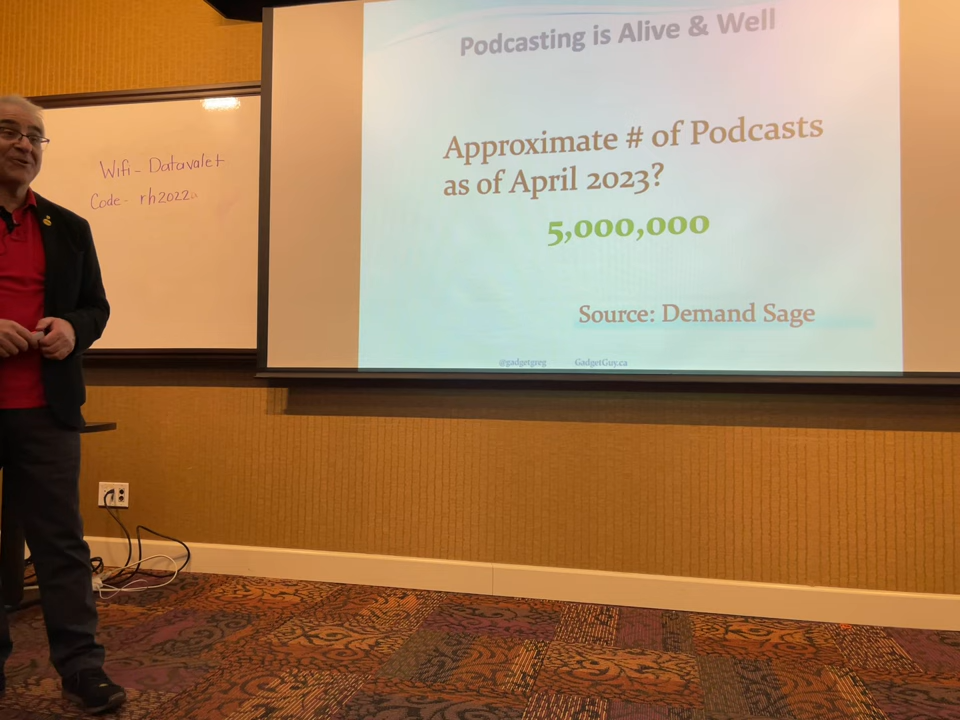 Wifi - Datavalet
Code - rh2022
Podcasting is Alive & Well
Approximate # of Podcasts
as of April 2023?
5,000,000
Source: Demand Sage
@gadgetgreg GadgetGuy.ca